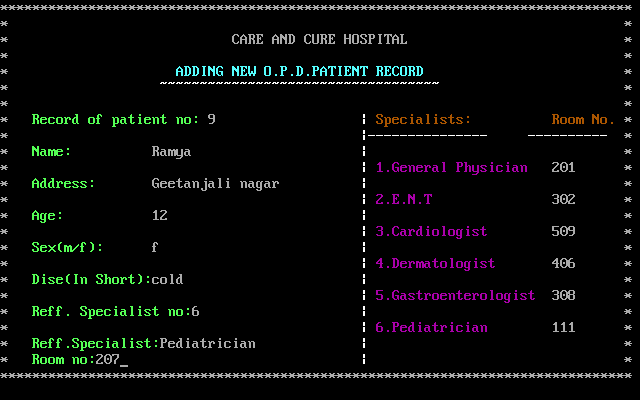 CARE AND CURE HOSPITAL
ADDING NEW O.P.D.PATIENT RECORD
Record of patient no: 9
Specialists: Room No.
Name: Ramya
1.General Physician 201
Address: Geetanjali nagar
2.E.N.T 302
Age: 12
3.Cardiologist 509
Sex(m/f): f
4.Dermatologist 406
Dise(In Short):cold
5.Gastroenterologist 308
Reff. Specialist no:6
6.Pediatrician 111
Reff.Specialist:Pediatrician
Room no:207_